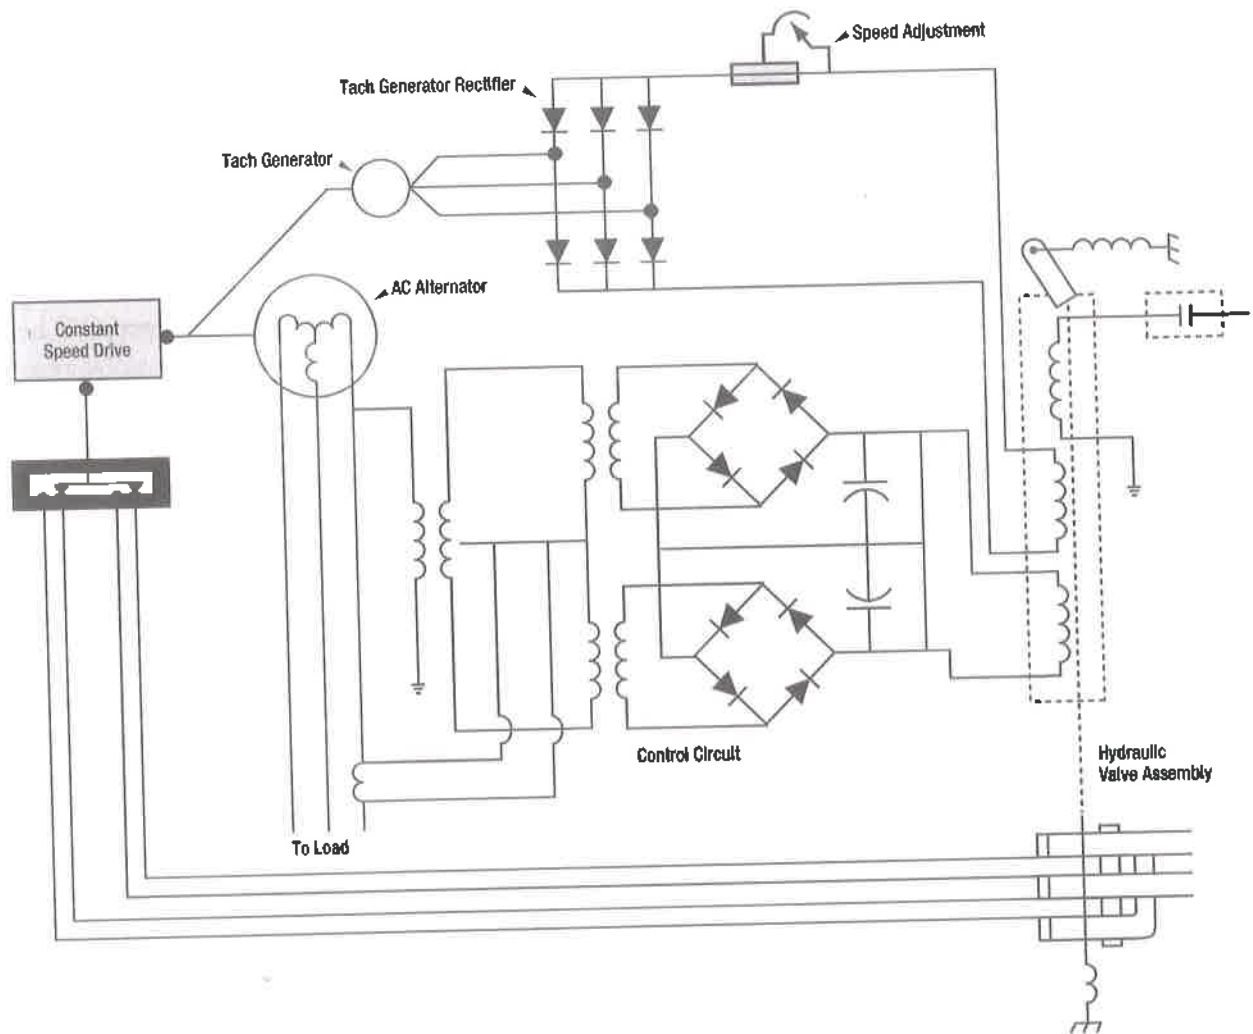 Speed Adjustment
Tach Generator Rectifier
Tach Generator
AC Alternator
Constant
Speed Drive
Control Circuit
Hydraulic
Valve Assembly
To Load